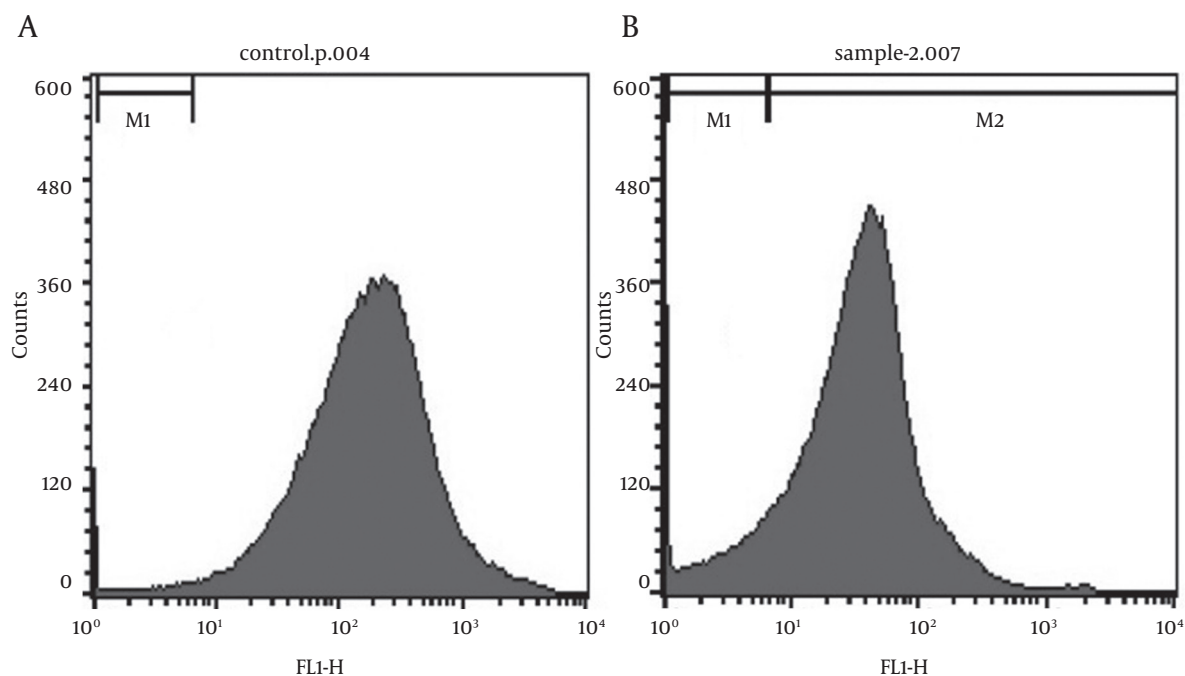 A
control.p.004
600
480
360
240
120
0
Counts
M1
10⁰ 10¹ 10² 10³ 10⁴
FL1-H
B
sample-2.007
600
480
360
240
120
0
Counts
M1 M2
10⁰ 10¹ 10² 10³ 10⁴
FL1-H